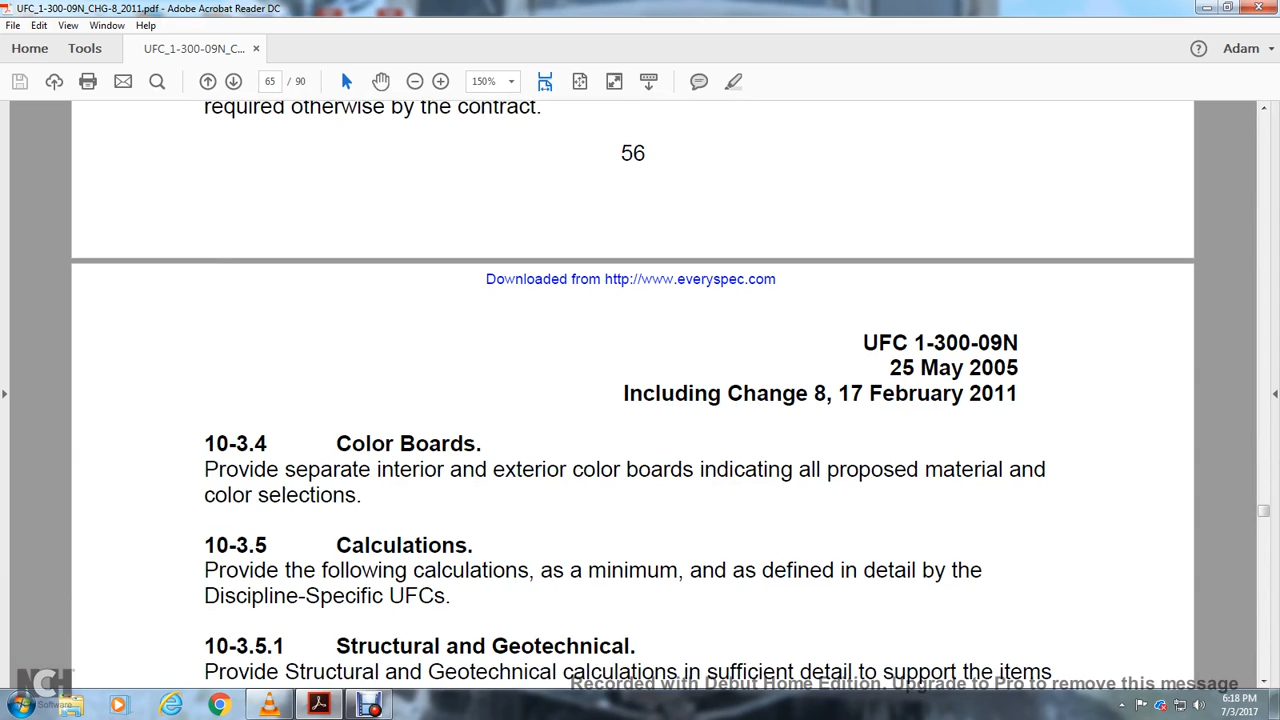 UFC_1-300-09N_CHG-8_2011.pdf - Adobe Acrobat Reader DC
File Edit View Window Help
Home Tools UFC_1-300-09N_C... × Adam
65 / 90 150%
required otherwise by the contract.
56
Downloaded from http://www.everyspec.com
UFC 1-300-09N
25 May 2005
Including Change 8, 17 February 2011
10-3.4 Color Boards.
Provide separate interior and exterior color boards indicating all proposed material and
color selections.
10-3.5 Calculations.
Provide the following calculations, as a minimum, and as defined in detail by the
Discipline-Specific UFCs.
10-3.5.1 Structural and Geotechnical.
Provide Structural and Geotechnical calculations in sufficient detail to support the items
Recorded with Debut Home Edition. Upgrade to Pro to remove this message
NCH
Software
6:18 PM
7/3/2017